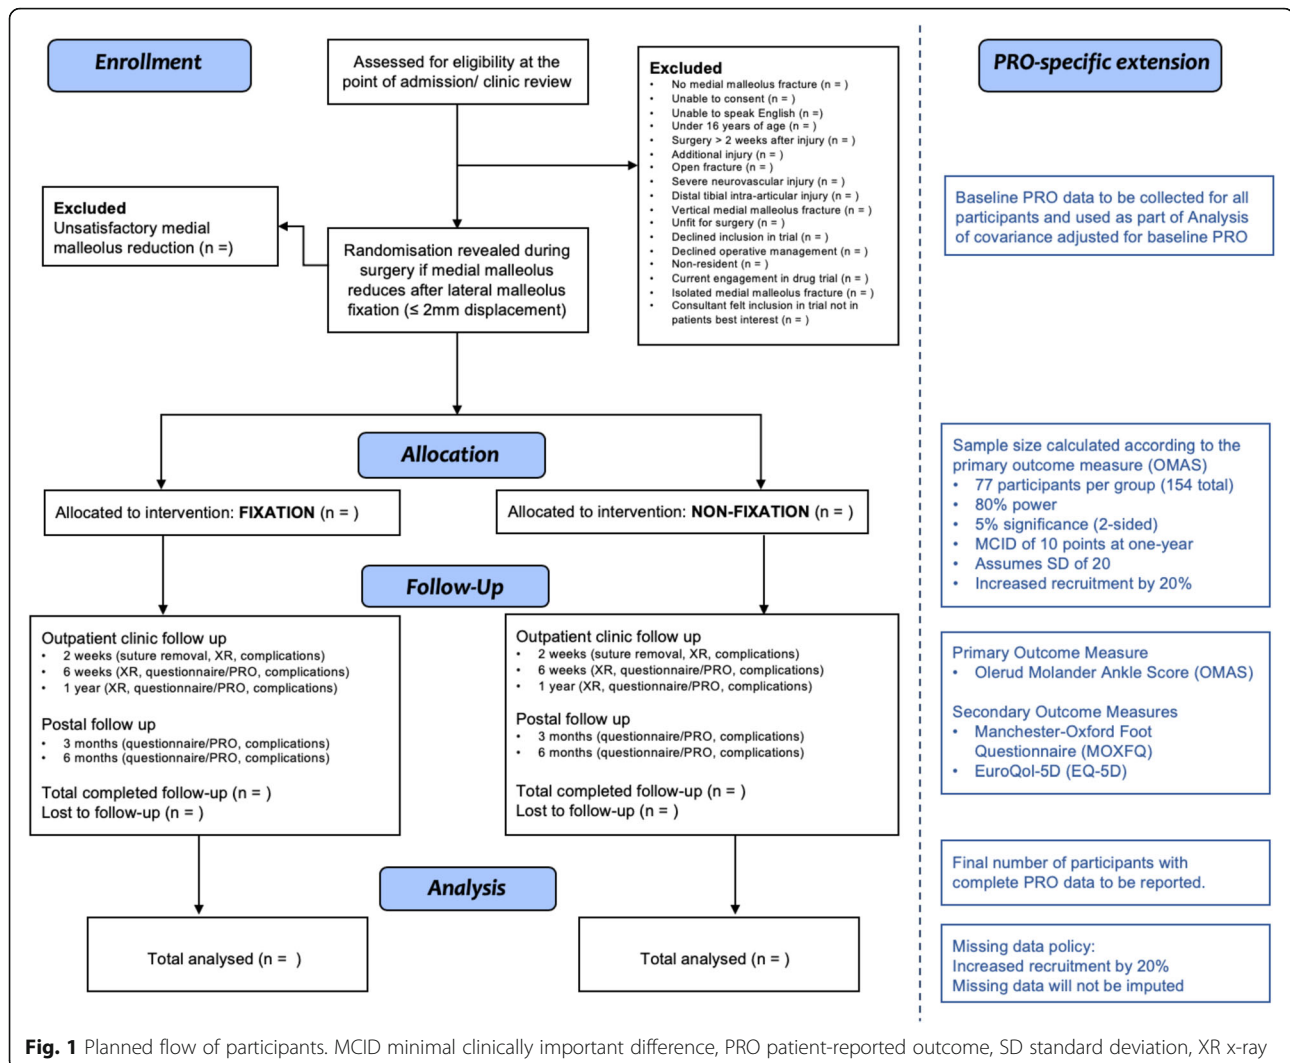 Enrollment
Assessed for eligibility at the
point of admission/ clinic review
Excluded
• No medial malleolus fracture (n = )
• Unable to consent (n = )
• Unable to speak English (n =)
• Under 16 years of age (n = )
• Surgery > 2 weeks after injury (n = )
• Additional injury (n = )
• Open fracture (n = )
• Severe neurovascular injury (n = )
• Distal tibial intra-articular injury (n = )
• Vertical medial malleolus fracture (n = )
• Unfit for surgery (n = )
• Declined inclusion in trial (n = )
• Declined operative management (n = )
• Non-resident (n = )
• Current engagement in drug trial (n = )
• Isolated medial malleolus fracture (n = )
• Consultant felt inclusion in trial not in
patients best interest (n = )
Excluded
Unsatisfactory medial
malleolus reduction (n =)
Randomisation revealed during
surgery if medial malleolus
reduces after lateral malleolus
fixation (≤ 2mm displacement)
Allocation
Allocated to intervention: FIXATION (n = )
Allocated to intervention: NON-FIXATION (n = )
Follow-Up
Outpatient clinic follow up
• 2 weeks (suture removal, XR, complications)
• 6 weeks (XR, questionnaire/PRO, complications)
• 1 year (XR, questionnaire/PRO, complications)
Postal follow up
• 3 months (questionnaire/PRO, complications)
• 6 months (questionnaire/PRO, complications)
Total completed follow-up (n = )
Lost to follow-up (n = )
Outpatient clinic follow up
• 2 weeks (suture removal, XR, complications)
• 6 weeks (XR, questionnaire/PRO, complications)
• 1 year (XR, questionnaire/PRO, complications)
Postal follow up
• 3 months (questionnaire/PRO, complications)
• 6 months (questionnaire/PRO, complications)
Total completed follow-up (n = )
Lost to follow-up (n = )
Analysis
Total analysed (n = )
Total analysed (n = )
PRO-specific extension
Baseline PRO data to be collected for all
participants and used as part of Analysis
of covariance adjusted for baseline PRO
Sample size calculated according to the
primary outcome measure (OMAS)
• 77 participants per group (154 total)
• 80% power
• 5% significance (2-sided)
• MCID of 10 points at one-year
• Assumes SD of 20
• Increased recruitment by 20%
Primary Outcome Measure
• Olerud Molander Ankle Score (OMAS)
Secondary Outcome Measures
• Manchester-Oxford Foot
Questionnaire (MOXFQ)
• EuroQol-5D (EQ-5D)
Final number of participants with
complete PRO data to be reported.
Missing data policy:
Increased recruitment by 20%
Missing data will not be imputed
Fig. 1 Planned flow of participants. MCID minimal clinically important difference, PRO patient-reported outcome, SD standard deviation, XR x-ray